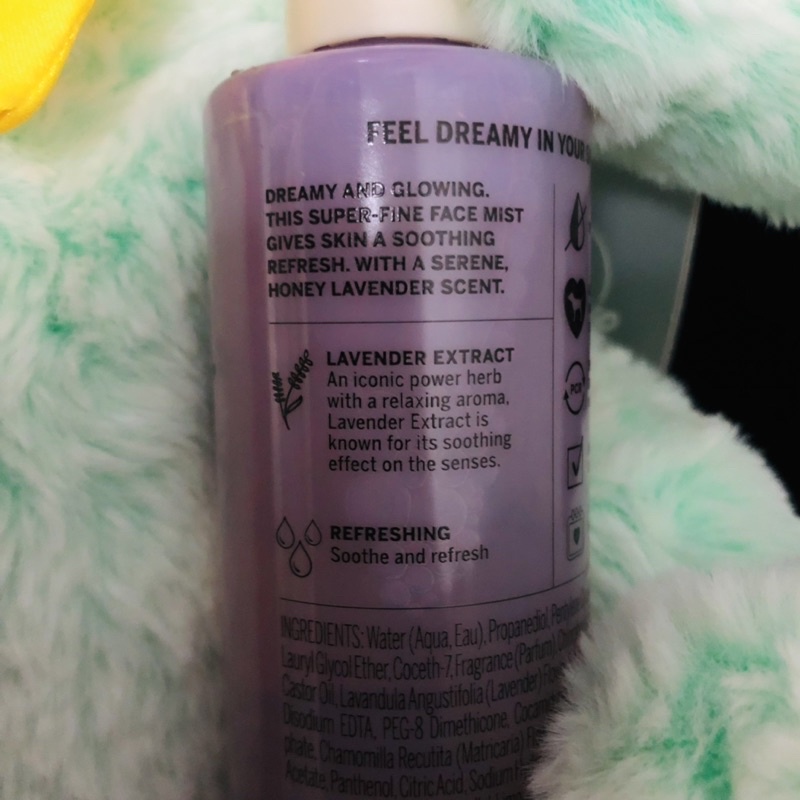 FEEL DREAMY IN YOUR
DREAMY AND GLOWING.
THIS SUPER-FINE FACE MIST
GIVES SKIN A SOOTHING
REFRESH. WITH A SERENE,
HONEY LAVENDER SCENT.
LAVENDER EXTRACT
An iconic power herb
with a relaxing aroma,
Lavender Extract is
known for its soothing
effect on the senses.
PCR
REFRESHING
Soothe and refresh
INGREDIENTS: Water (Aqua, Eau), Propanediol,
Lauryl Glycol Ether, Coceth-7, Fragrance (Parfum),
Castor Oil, Lavandula Angustifolia (Lavender)
Disodium EDTA, PEG-8 Dimethicone,
phate, Chamomilla Recutita (Matricaria)
Acetate, Panthenol, Citric Acid, Sodium